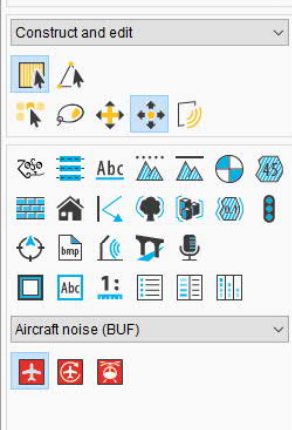 Construct and edit
Abc
45
bmp
Abc
1:
Aircraft noise (BUF)